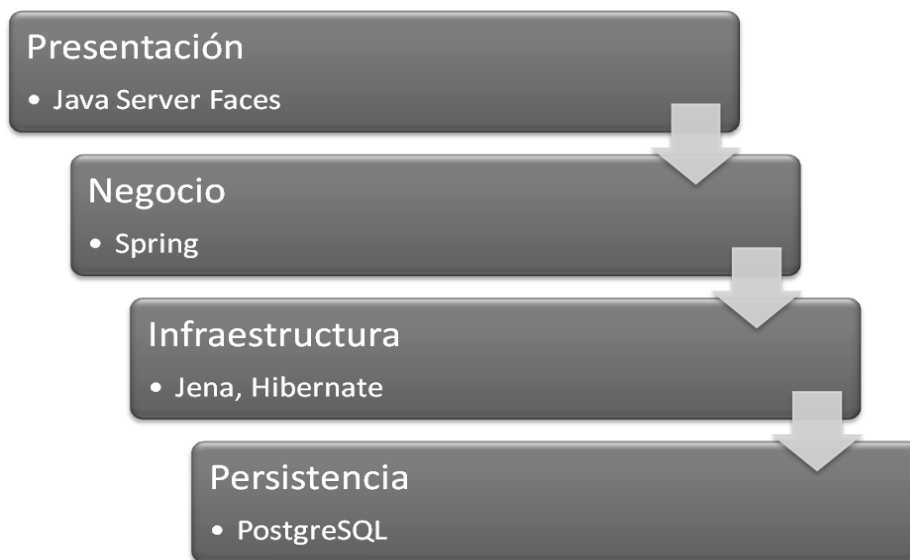 Presentación
• Java Server Faces
Negocio
• Spring
Infraestructura
• Jena, Hibernate
Persistencia
• PostgreSQL